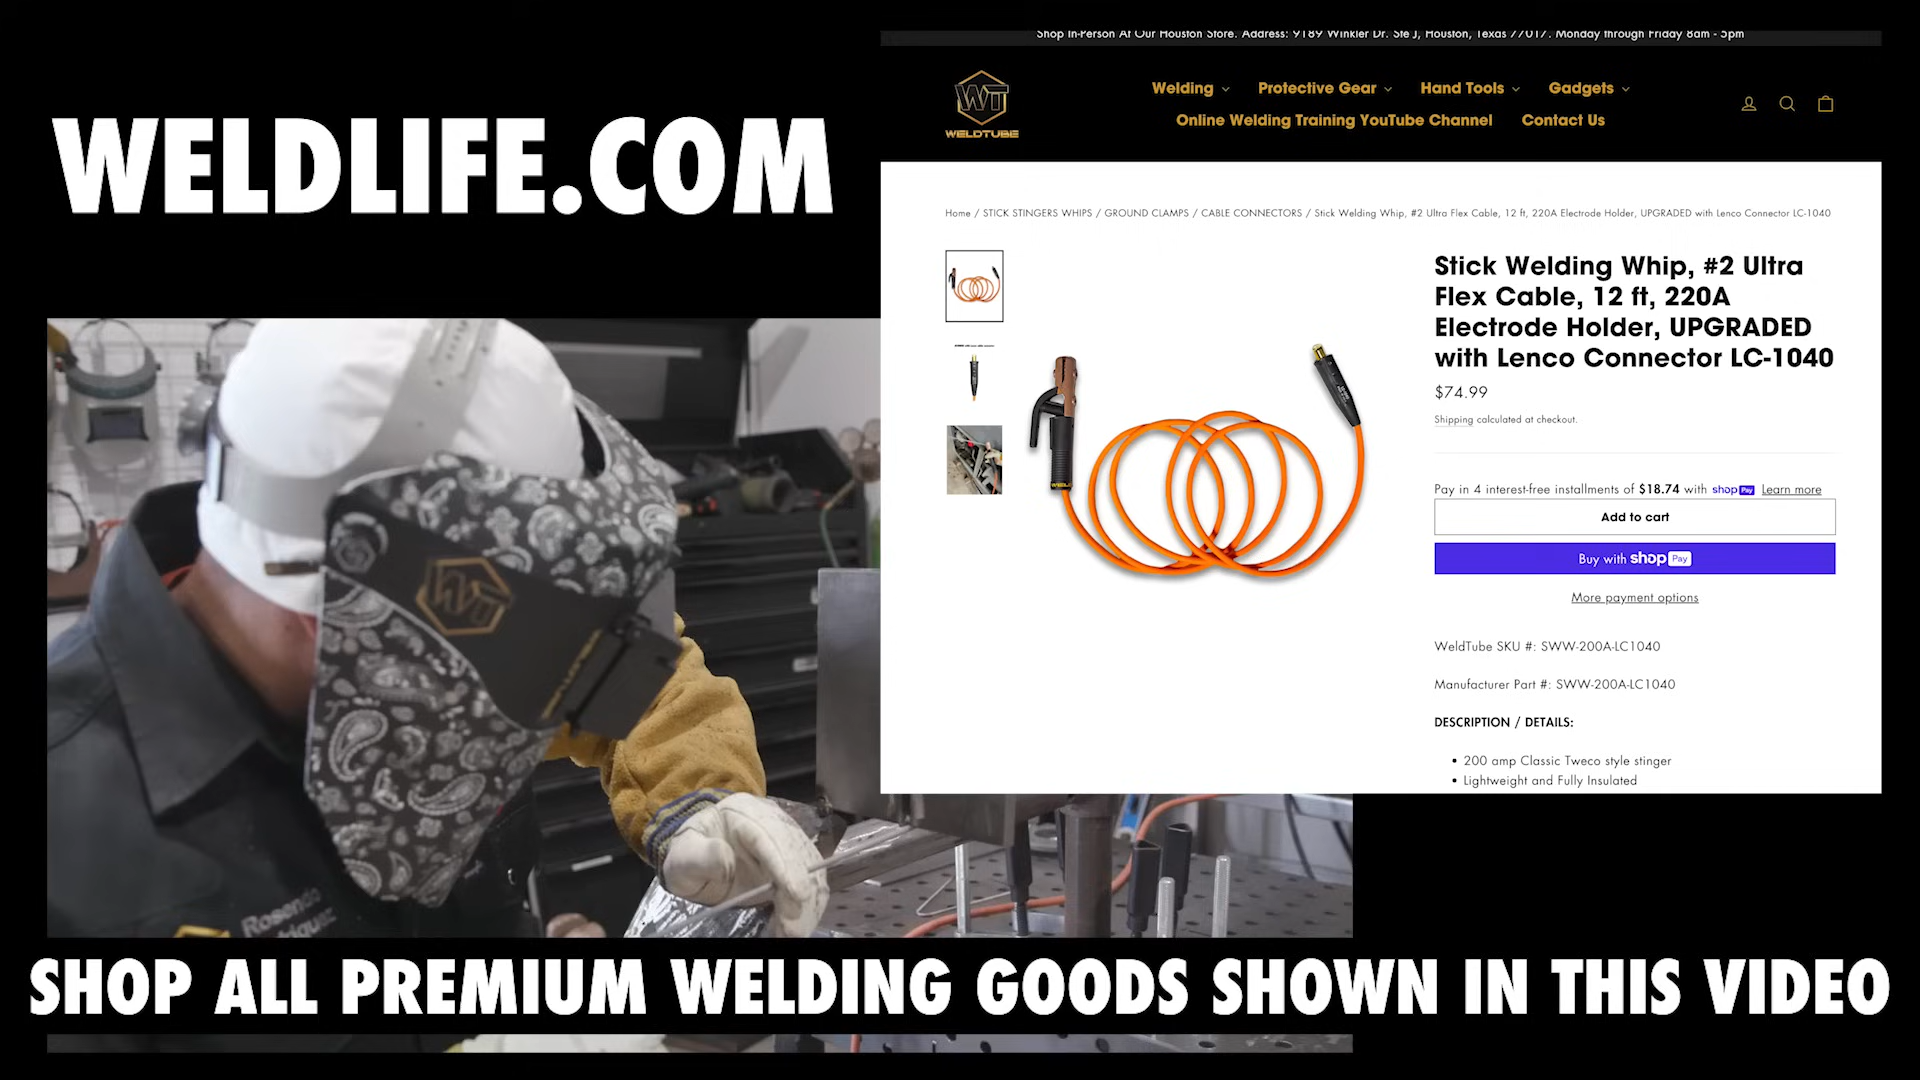 WELDLIFE.COM
Shop In-Person At Our Houston Store. Address: 9189 Winkler Dr. Ste J, Houston, Texas 77017. Monday through Friday 8am - 5pm
WT
WELDTUBE
Welding
Protective Gear
Hand Tools
Gadgets
Online Welding Training YouTube Channel
Contact Us
Home / STICK STINGERS WHIPS / GROUND CLAMPS / CABLE CONNECTORS / Stick Welding Whip, #2 Ultra Flex Cable, 12 ft, 220A Electrode Holder, UPGRADED with Lenco Connector LC-1040
Stick Welding Whip, #2 Ultra
Flex Cable, 12 ft, 220A
Electrode Holder, UPGRADED
with Lenco Connector LC-1040
$74.99
Shipping calculated at checkout.
Pay in 4 interest-free installments of $18.74 with shop Pay Learn more
Add to cart
Buy with shop Pay
More payment options
WeldTube SKU #: SWW-200A-LC1040
Manufacturer Part #: SWW-200A-LC1040
DESCRIPTION / DETAILS:
• 200 amp Classic Tweco style stinger
• Lightweight and Fully Insulated
WT
Rosendo
SHOP ALL PREMIUM WELDING GOODS SHOWN IN THIS VIDEO